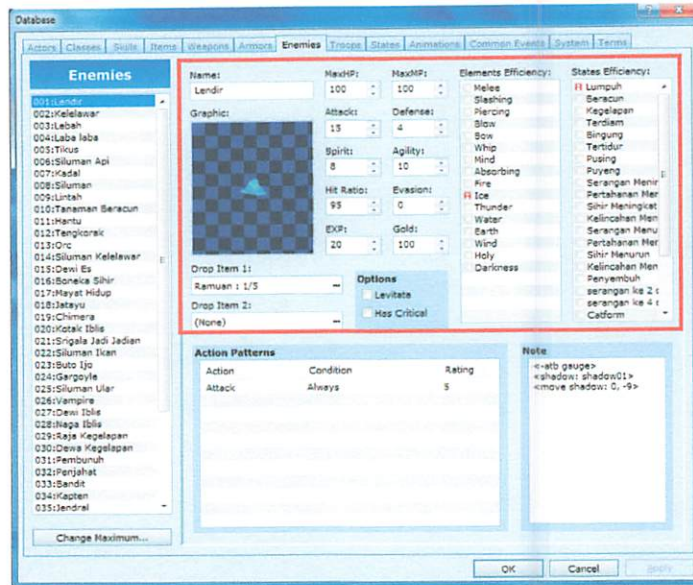 Database
Actors Classes Skills Items Weapons Armors Enemies Troops States Animations Common Events System Terms
Enemies
001:Lendir
002:Kelelawar
003:Lebah
004:Laba laba
005:Tikus
006:Siluman Api
007:Kadal
008:Siluman
009:Lintah
010:Tanaman Beracun
011:Hantu
012:Tengkorak
013:Orc
014:Siluman Kelelawar
015:Dewi Es
016:Boneka Sihir
017:Mayat Hidup
018:Jatayu
019:Chimera
020:Kotak Iblis
021:Srigala Jadi Jadian
022:Siluman Ikan
023:Buto Ijo
024:Gargoyle
025:Siluman Ular
026:Vampire
027:Dewi Iblis
028:Naga Iblis
029:Raja Kegelapan
030:Dewa Kegelapan
031:Pembunuh
032:Penjahat
033:Bandit
034:Kapten
035:Jendral
Change Maximum...
Name:
Lendir
Graphic:
MaxHP: MaxMP:
100 100
Attack: Defense:
15 4
Spirit: Agility:
8 10
Hit Ratio: Evasion:
95 0
EXP: Gold:
20 100
Drop Item 1:
Ramuan : 1/5
Drop Item 2:
(None)
Options
Levitate
Has Critical
Elements Efficiency:
Melee
Slashing
Piercing
Blow
Bow
Whip
Mind
Absorbing
Fire
Ice
Thunder
Water
Earth
Wind
Holy
Darkness
States Efficiency:
Lumpuh
Beracun
Kegelapan
Terdiam
Bingung
Tertidur
Pusing
Puyeng
Serangan Menir
Pertahanan Mer
Sihir Meningkat
Kelincahan Men
Serangan Menu
Pertahanan Mer
Sihir Menurun
Kelincahan Men
Penyembuh
serangan ke 2
serangan ke 4
Catform
Action Patterns
Action Condition Rating
Attack Always 5
Note
<-atb gauge>
<shadow: shadow01>
<move shadow: 0, -9>
OK Cancel Apply